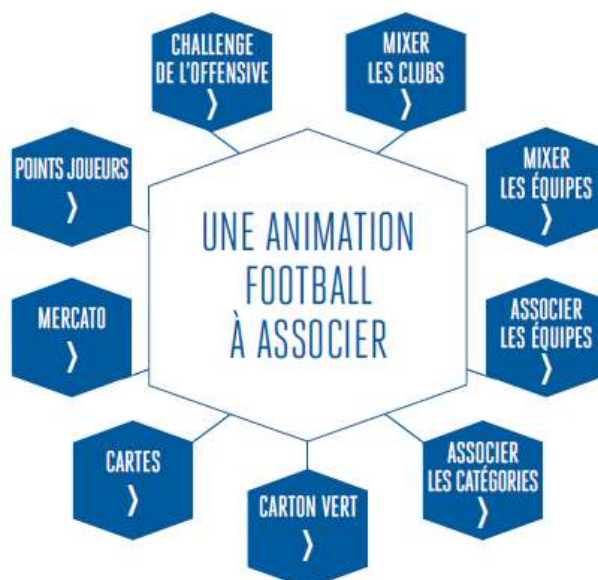 CHALLENGE
DE L'OFFENSIVE
❯
MIXER
LES CLUBS
❯
POINTS JOUEURS
❯
MIXER
LES ÉQUIPES
❯
UNE ANIMATION
FOOTBALL
À ASSOCIER
MERCATO
❯
ASSOCIER
LES ÉQUIPES
❯
CARTES
❯
ASSOCIER
LES CATÉGORIES
❯
CARTON VERT
❯